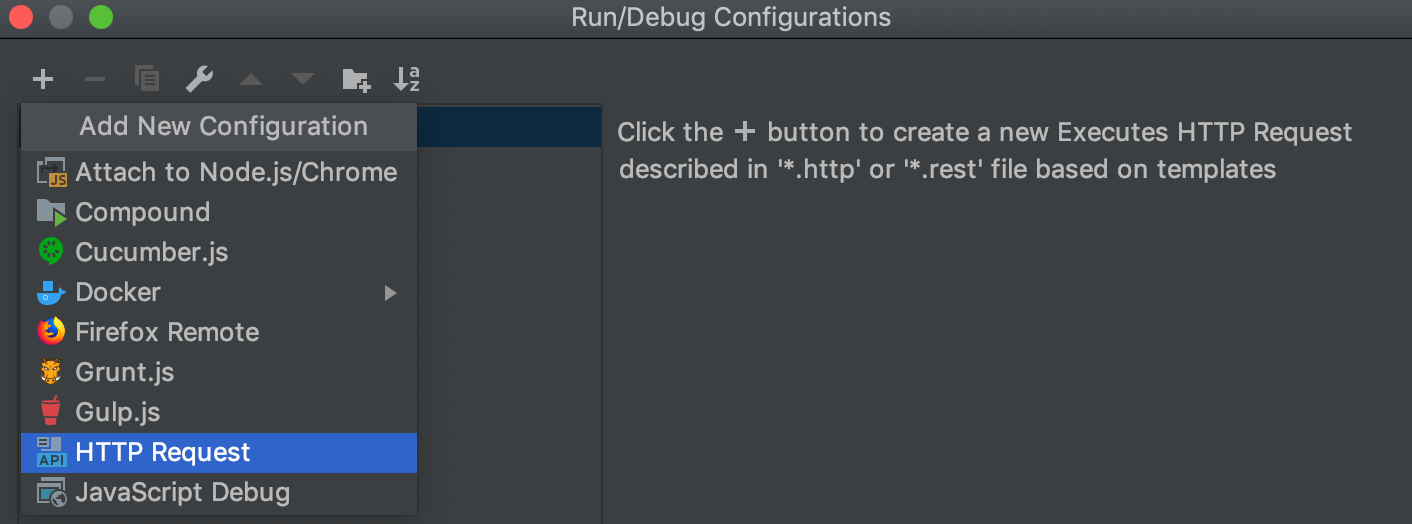 Run/Debug Configurations
a
z
Add New Configuration
Attach to Node.js/Chrome
JS
Compound
Cucumber.js
Docker
Firefox Remote
Grunt.js
Gulp.js
HTTP Request
API
JavaScript Debug
Click the + button to create a new Executes HTTP Request
described in '*.http' or '*.rest' file based on templates